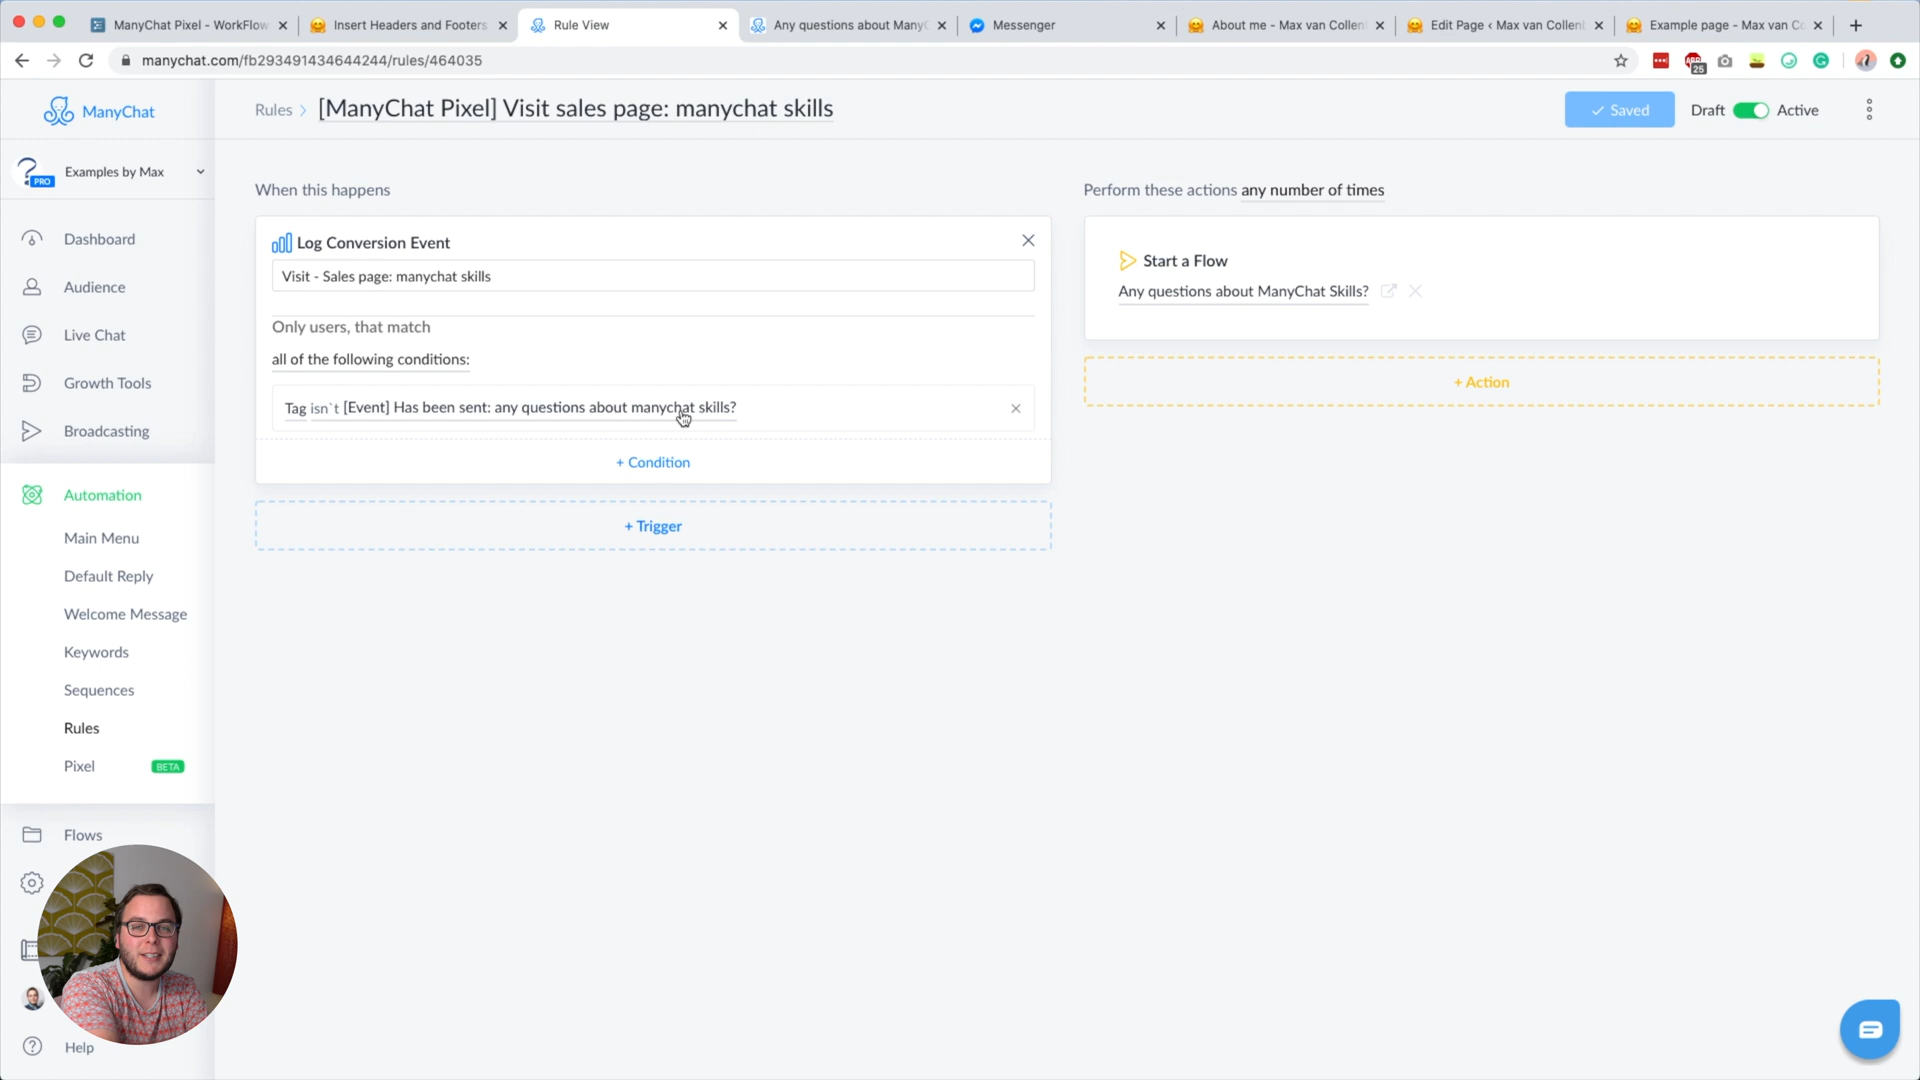 ManyChat Pixel - WorkFlow
Insert Headers and Footers
Rule View
Any questions about ManyC
Messenger
About me - Max van Collen
Edit Page ‹ Max van Collen
Example page - Max van Co
manychat.com/fb293491434644244/rules/464035
25
ManyChat
Rules
[ManyChat Pixel] Visit sales page: manychat skills
Saved
Draft
Active
PRO
Examples by Max
Dashboard
Audience
Live Chat
Growth Tools
Broadcasting
Automation
Main Menu
Default Reply
Welcome Message
Keywords
Sequences
Rules
Pixel
BETA
Flows
Help
When this happens
Log Conversion Event
Visit - Sales page: manychat skills
Only users, that match
all of the following conditions:
Tag isn`t [Event] Has been sent: any questions about manychat skills?
+ Condition
+ Trigger
Perform these actions any number of times
Start a Flow
Any questions about ManyChat Skills?
+ Action